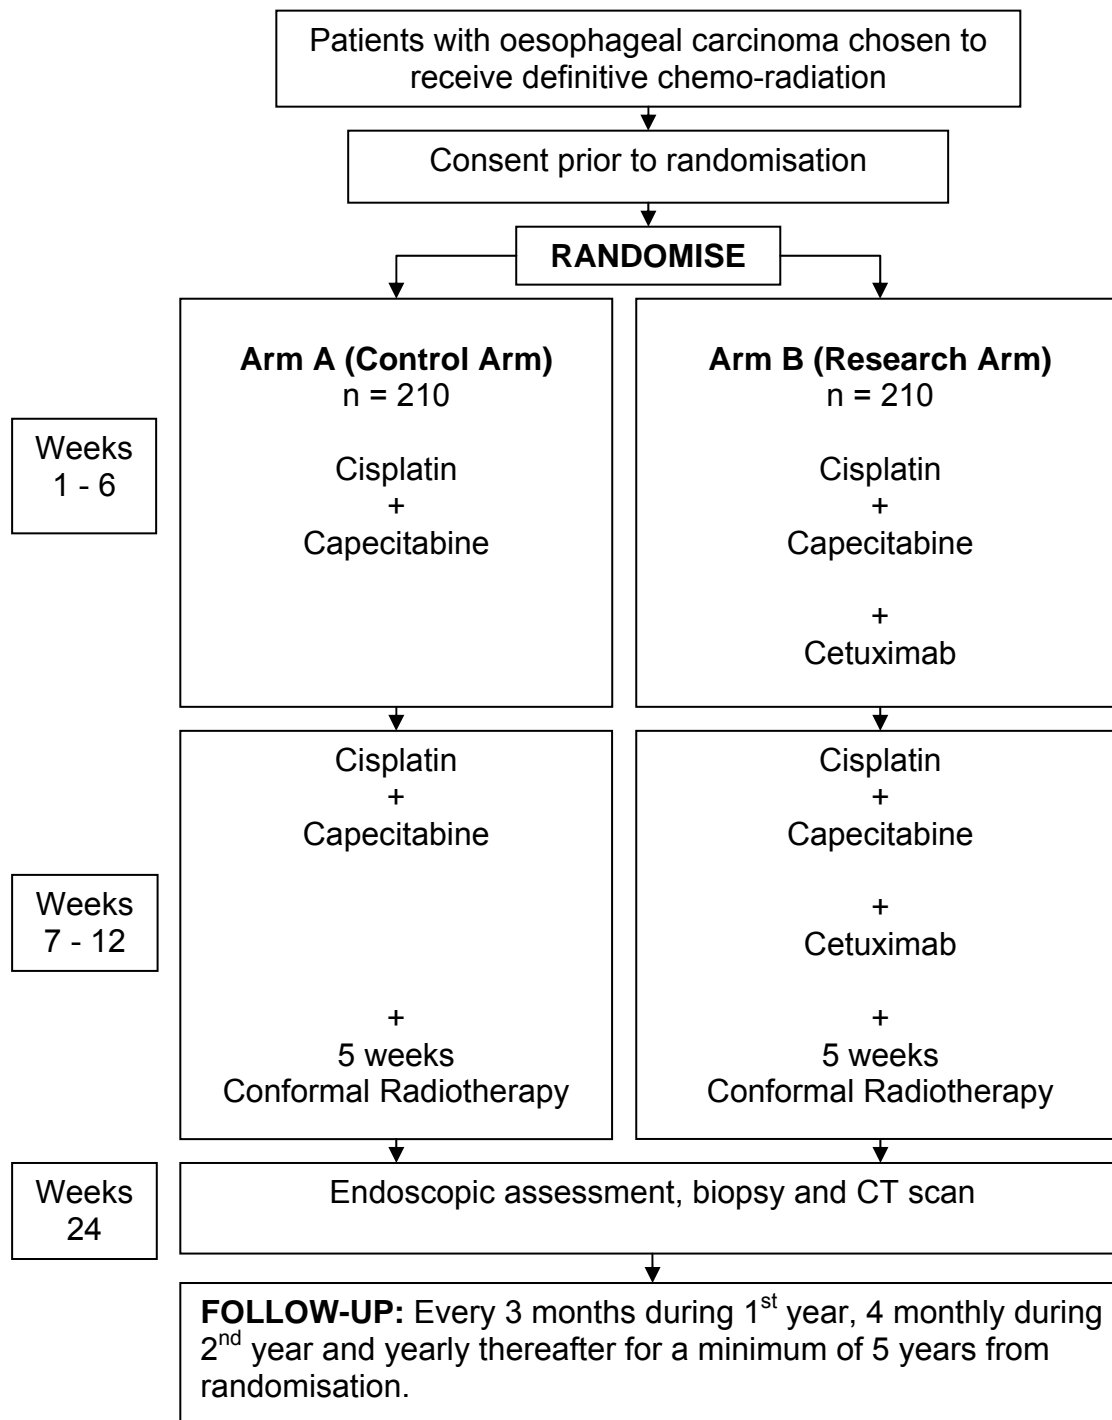 Patients with oesophageal carcinoma chosen to
receive definitive chemo-radiation
Consent prior to randomisation
RANDOMISE
Arm A (Control Arm)
n = 210
Cisplatin
+
Capecitabine
Arm B (Research Arm)
n = 210
Cisplatin
+
Capecitabine
+
Cetuximab
Weeks
1 - 6
Cisplatin
+
Capecitabine
+
5 weeks
Conformal Radiotherapy
Cisplatin
+
Capecitabine
+
Cetuximab
+
5 weeks
Conformal Radiotherapy
Weeks
7 - 12
Weeks
24
Endoscopic assessment, biopsy and CT scan
FOLLOW-UP: Every 3 months during 1st year, 4 monthly during
2nd year and yearly thereafter for a minimum of 5 years from
randomisation.